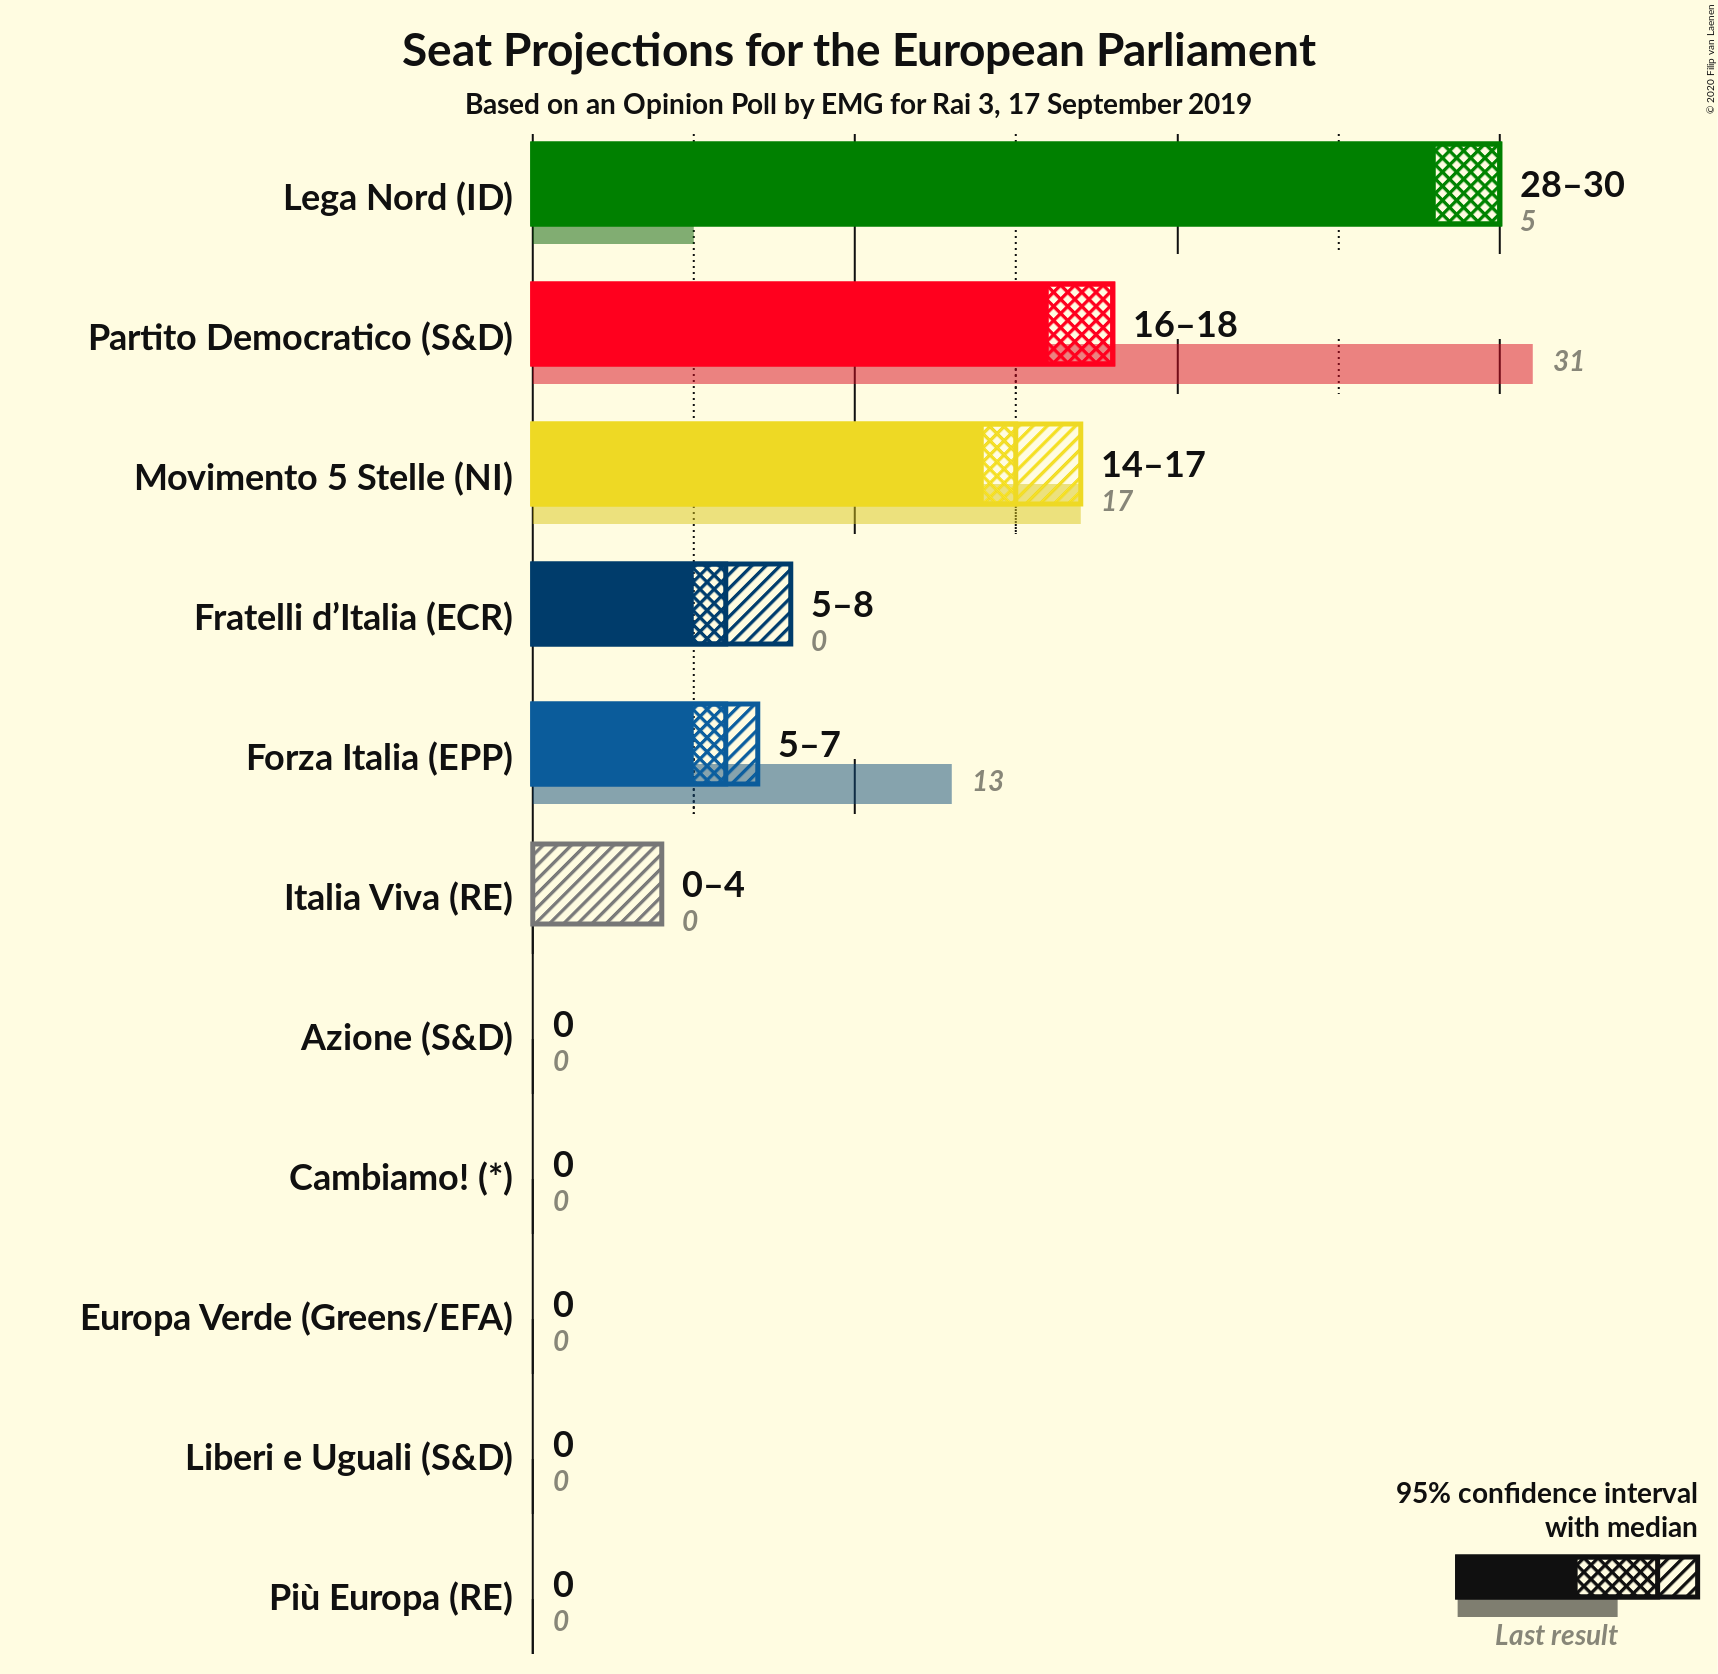 Seat Projections for the European Parliament
Based on an Opinion Poll by EMG for Rai 3, 17 September 2019
© 2020 Filip van Laenen
Lega Nord (ID)
28–30
5
Partito Democratico (S&D)
16–18
31
Movimento 5 Stelle (NI)
14–17
17
Fratelli d’Italia (ECR)
5–8
0
Forza Italia (EPP)
5–7
13
Italia Viva (RE)
0–4
0
Azione (S&D)
0
0
Cambiamo! (*)
0
0
Europa Verde (Greens/EFA)
0
0
Liberi e Uguali (S&D)
0
0
Più Europa (RE)
0
0
95% confidence interval
with median
Last result